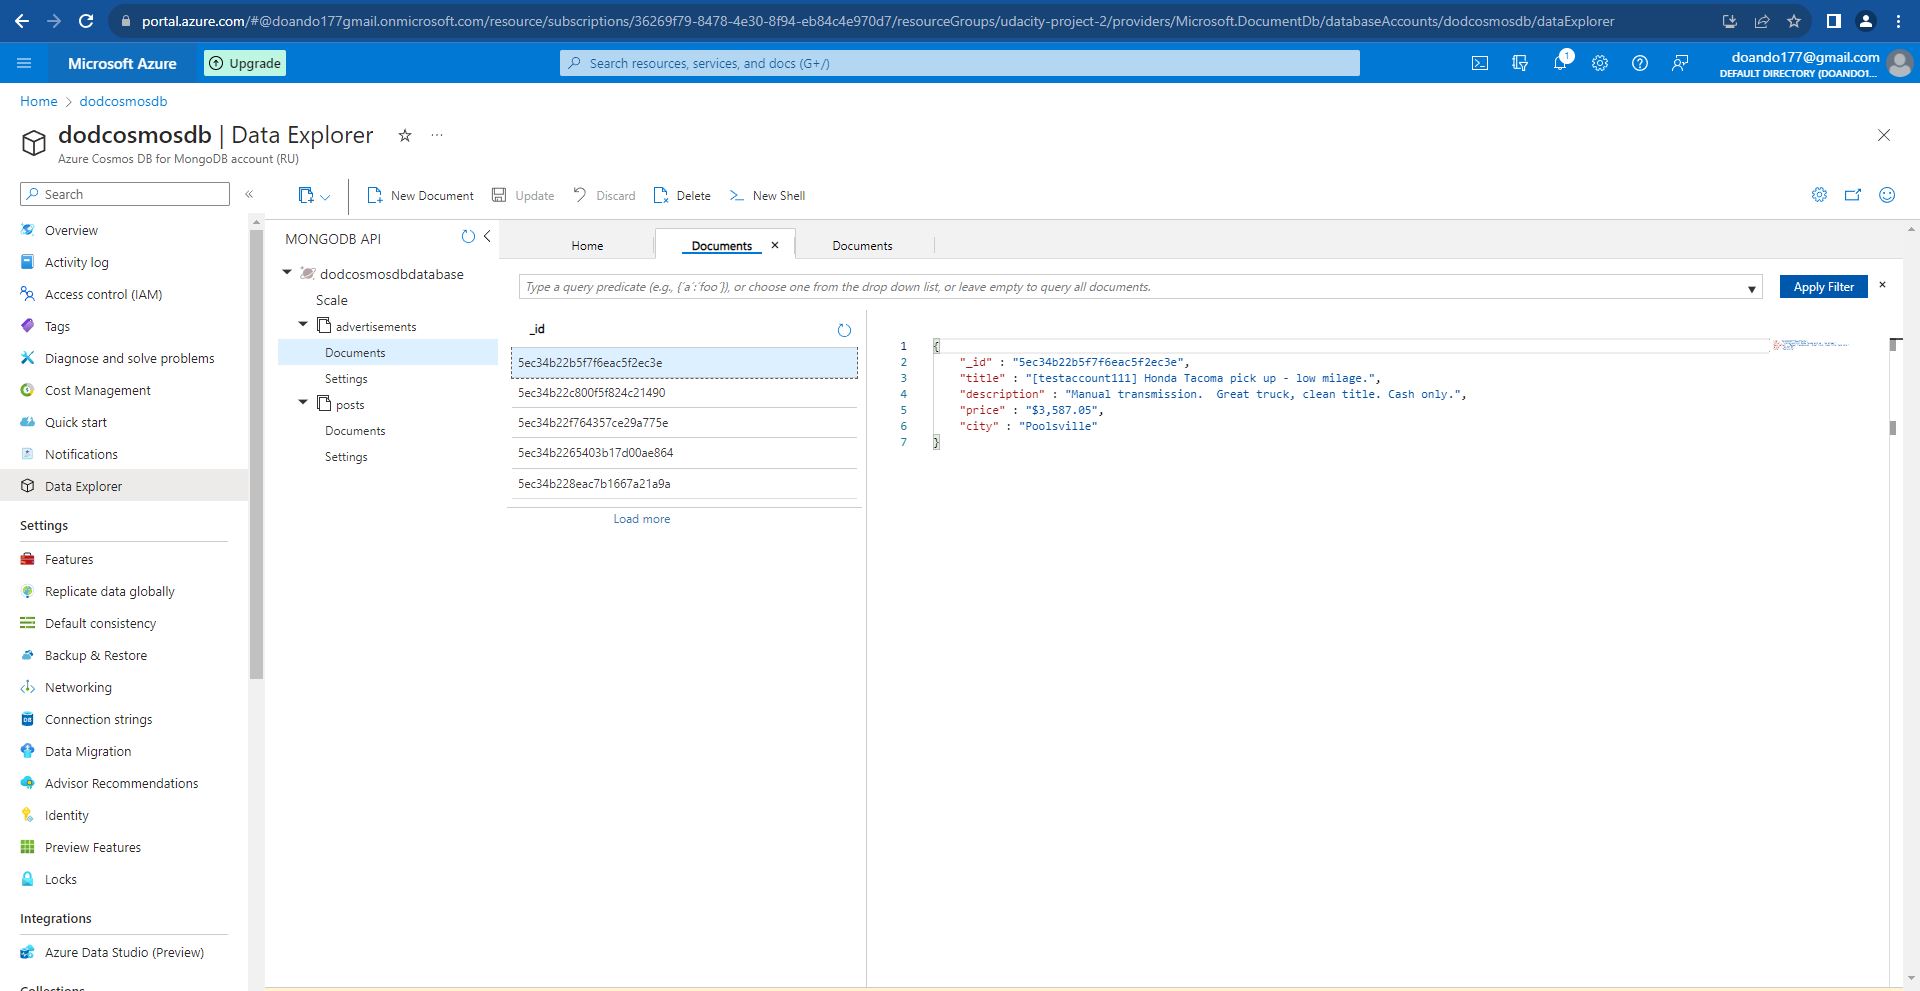 portal.azure.com/#@doando177gmail.onmicrosoft.com/resource/subscriptions/36269f79-8478-4e30-8f94-eb84c4e970d7/resourceGroups/udacity-project-2/providers/Microsoft.DocumentDb/databaseAccounts/dodcosmosdb/dataExplorer
Microsoft Azure
Upgrade
Search resources, services, and docs (G+/)
1
doando177@gmail.com
DEFAULT DIRECTORY (DOANDO1...
Home > dodcosmosdb
dodcosmosdb | Data Explorer
Azure Cosmos DB for MongoDB account (RU)
Search
Overview
Activity log
Access control (IAM)
Tags
Diagnose and solve problems
Cost Management
Quick start
Notifications
Data Explorer
Settings
Features
Replicate data globally
Default consistency
Backup & Restore
Networking
Connection strings
Data Migration
Advisor Recommendations
Identity
Preview Features
Locks
Integrations
Azure Data Studio (Preview)
Collections
New Document
Update
Discard
Delete
New Shell
MONGODB API
dodcosmosdbdatabase
Scale
advertisements
Documents
Settings
posts
Documents
Settings
Home
Documents
Documents
Type a query predicate (e.g., {´a´:´foo´}), or choose one from the drop down list, or leave empty to query all documents.
Apply Filter
_id
5ec34b22b5f7f6eac5f2ec3e
5ec34b22c800f5f824c21490
5ec34b22f764357ce29a775e
5ec34b2265403b17d00ae864
5ec34b228eac7b1667a21a9a
Load more
1 {
2 "_id" : "5ec34b22b5f7f6eac5f2ec3e",
3 "title" : "[testaccount111] Honda Tacoma pick up - low milage.",
4 "description" : "Manual transmission.  Great truck, clean title. Cash only.",
5 "price" : "$3,587.05",
6 "city" : "Poolsville"
7 }